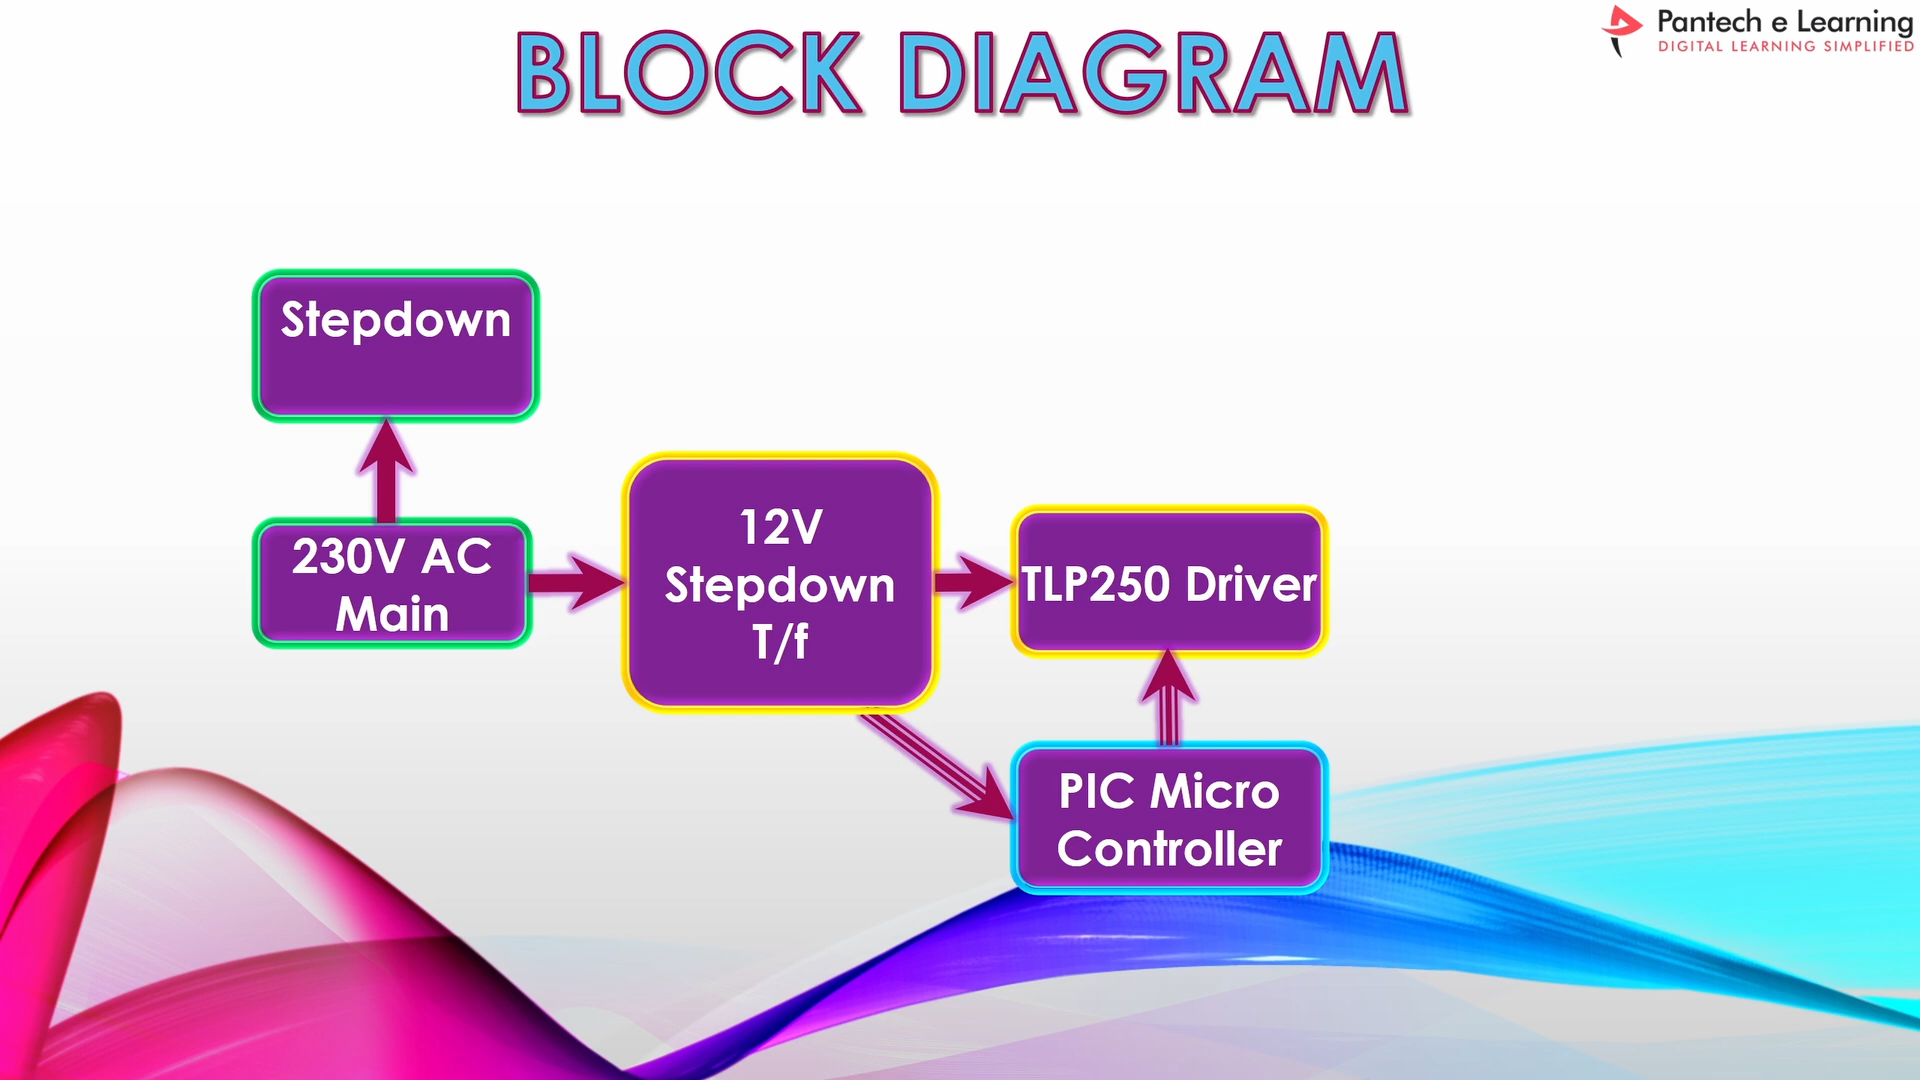 BLOCK DIAGRAM
Pantech e Learning
DIGITAL LEARNING SIMPLIFIED
Stepdown
230V AC
Main
12V
Stepdown
T/f
TLP250 Driver
PIC Micro
Controller